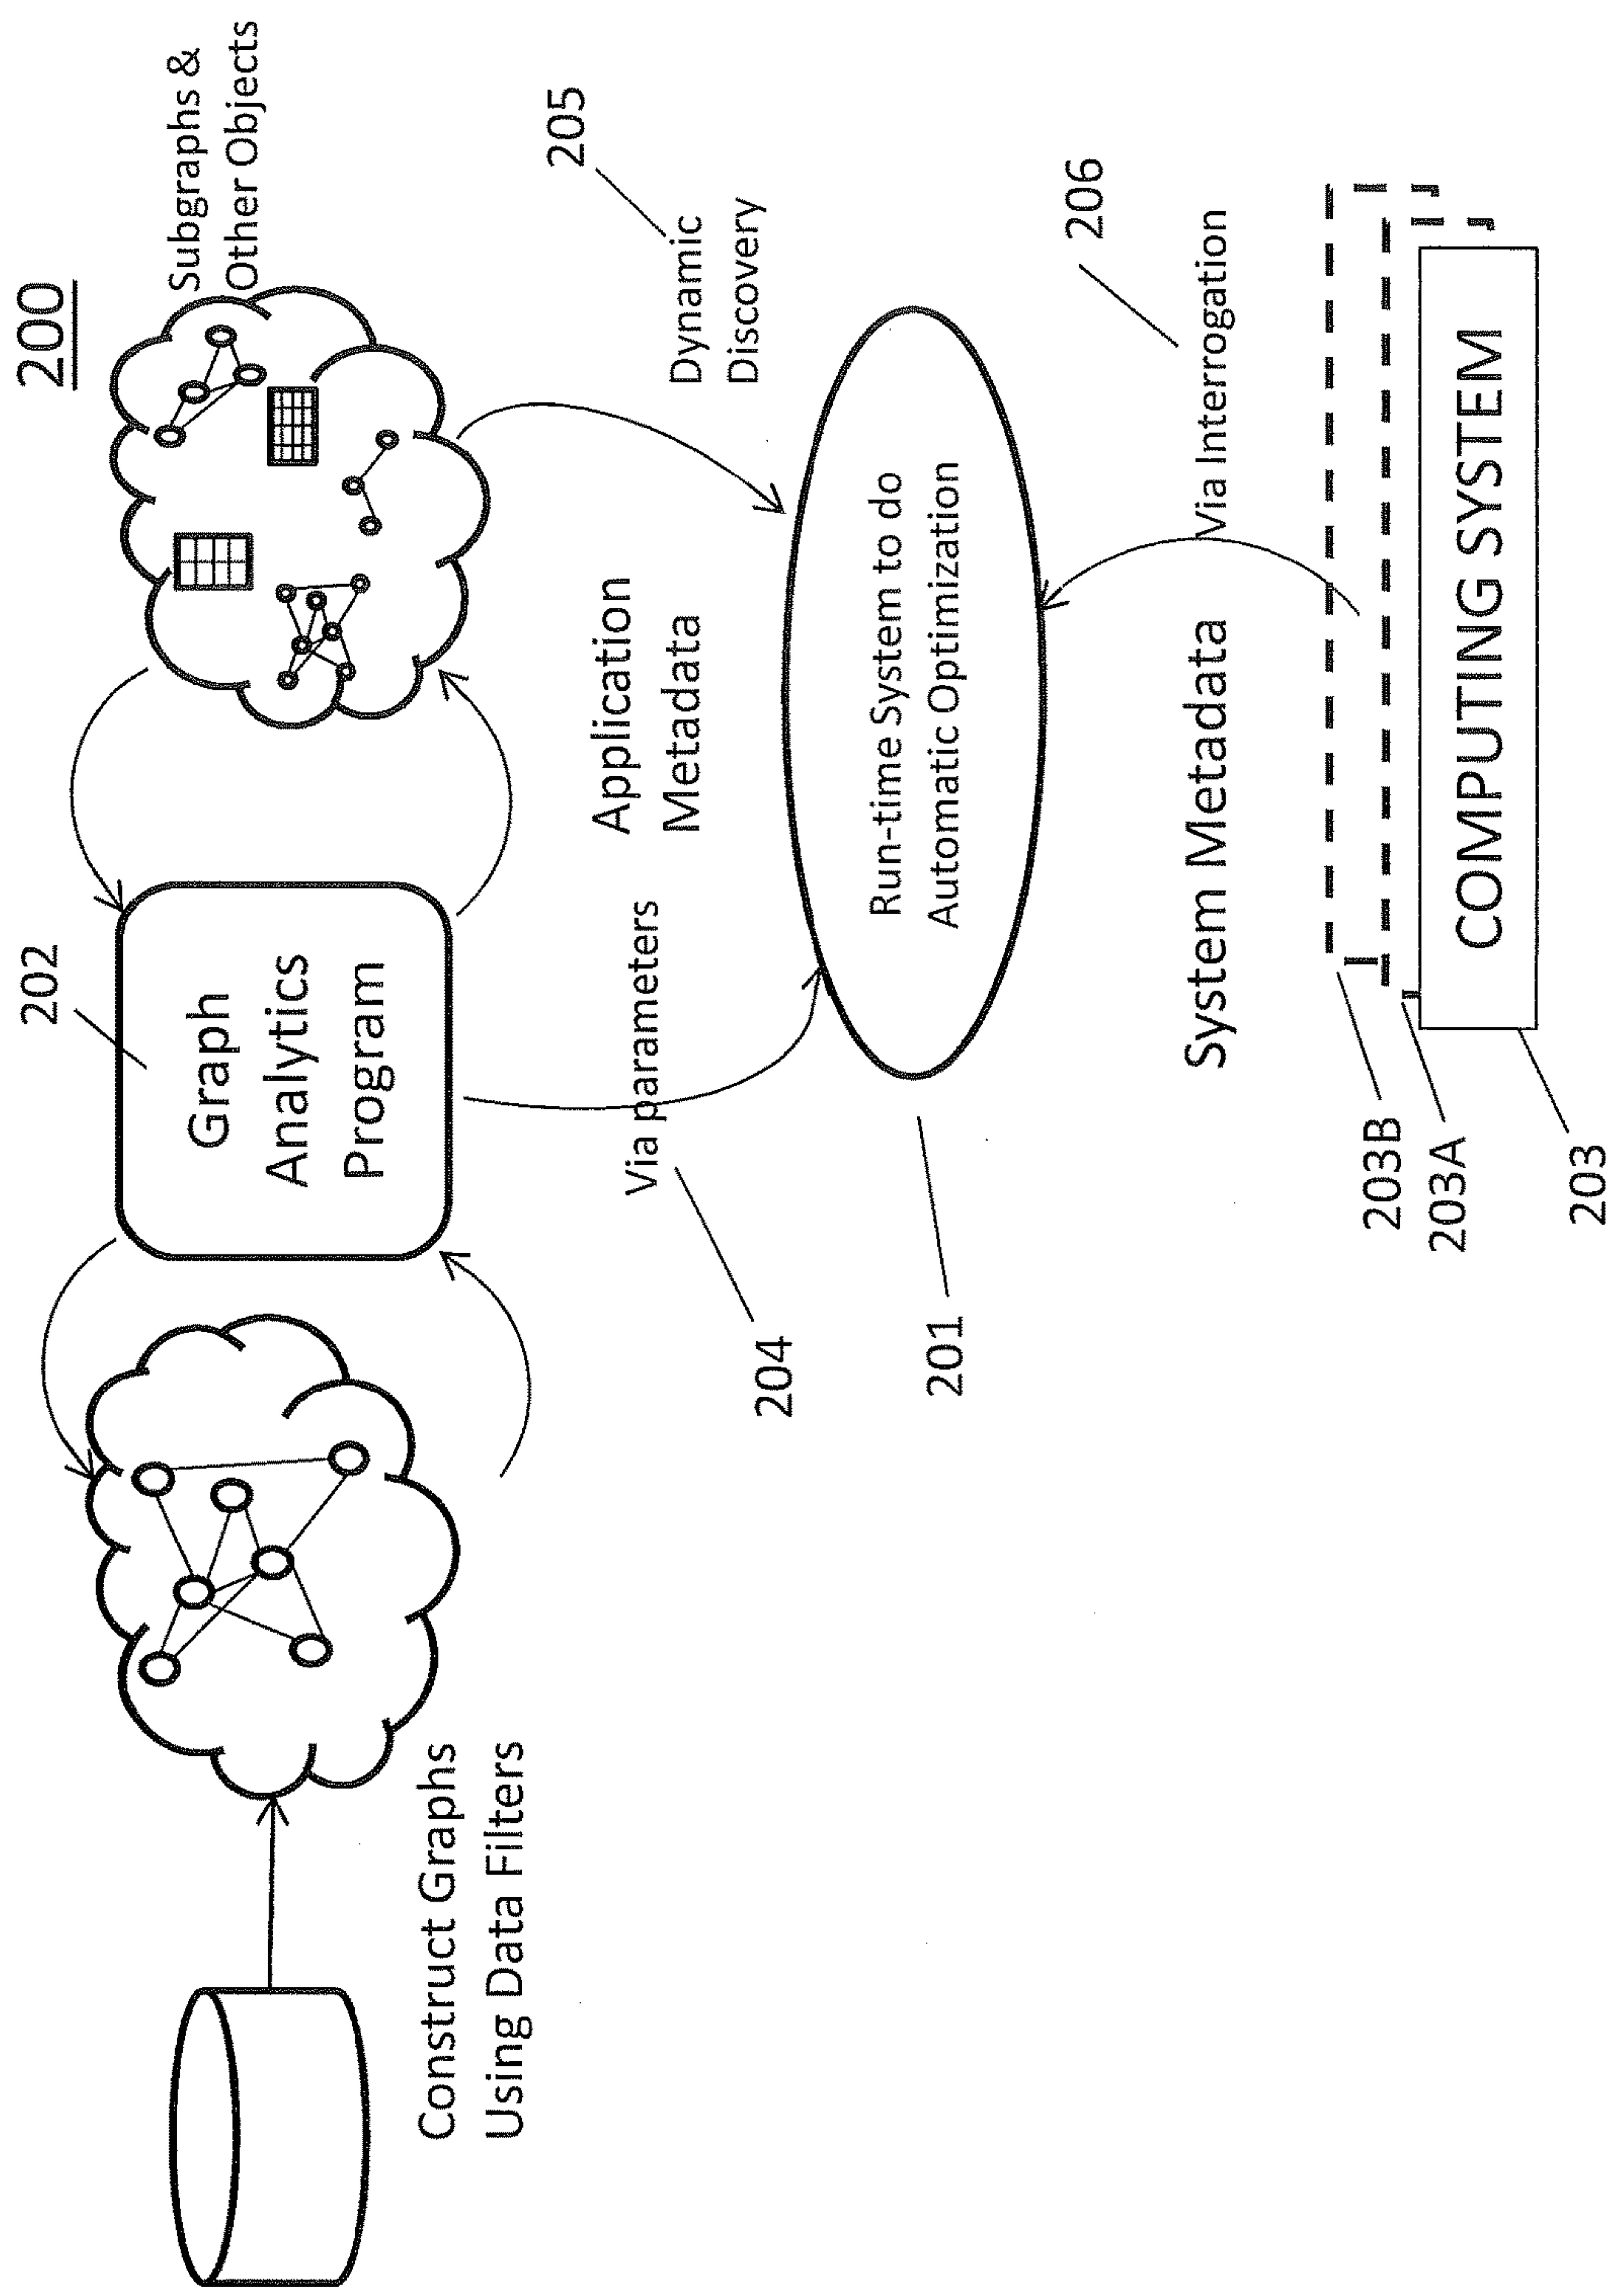 200
Subgraphs &
Other Objects
202
Graph
Analytics
Program
Construct Graphs
Using Data Filters
205
Dynamic
Discovery
Application
Metadata
Via parameters
204
Run-time System to do
Automatic Optimization
201
206
Via Interrogation
System Metadata
203B
203A
COMPUTING SYSTEM
203